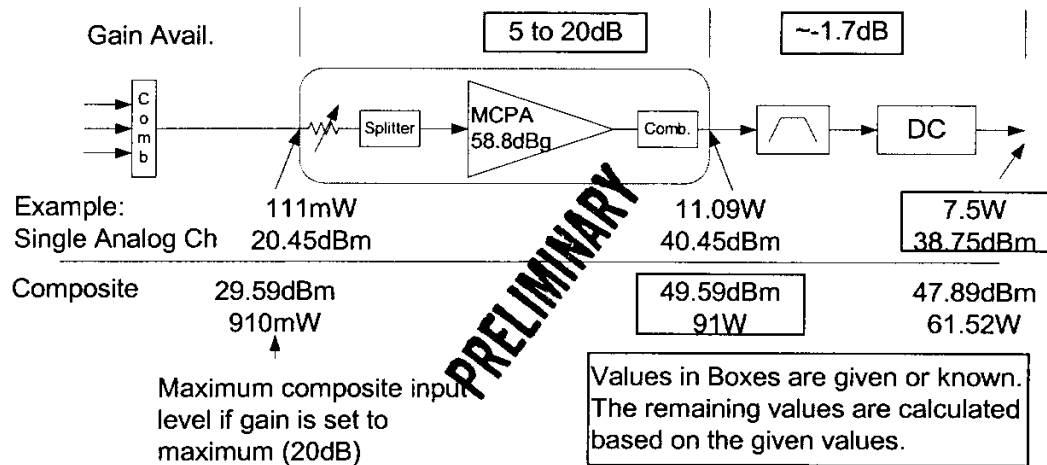 Gain Avail.
5 to 20dB
~-1.7dB
Comb
Splitter
MCPA
58.8dBg
Comb.
DC
Example:
111mW
11.09W
7.5W
Single Analog Ch
20.45dBm
40.45dBm
38.75dBm
PRELIMINARY
Composite
29.59dBm
49.59dBm
47.89dBm
910mW
91W
61.52W
Maximum composite input
level if gain is set to
maximum (20dB)
Values in Boxes are given or known.
The remaining values are calculated
based on the given values.